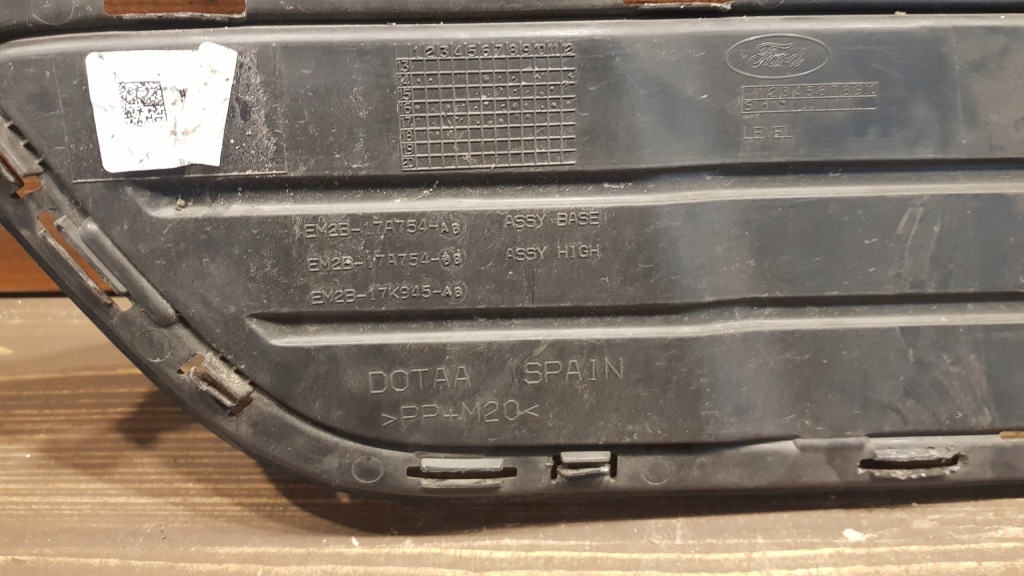 1 2 3 4 5 6 7 8 9 10 11 12
Ford
LEVEL
EM2B-17A754-AB ASSY BASE
EM2B-17A754- ASSY HIGH
EM2B-17K945-AB
DOTAA SPAIN
>PP+M20<